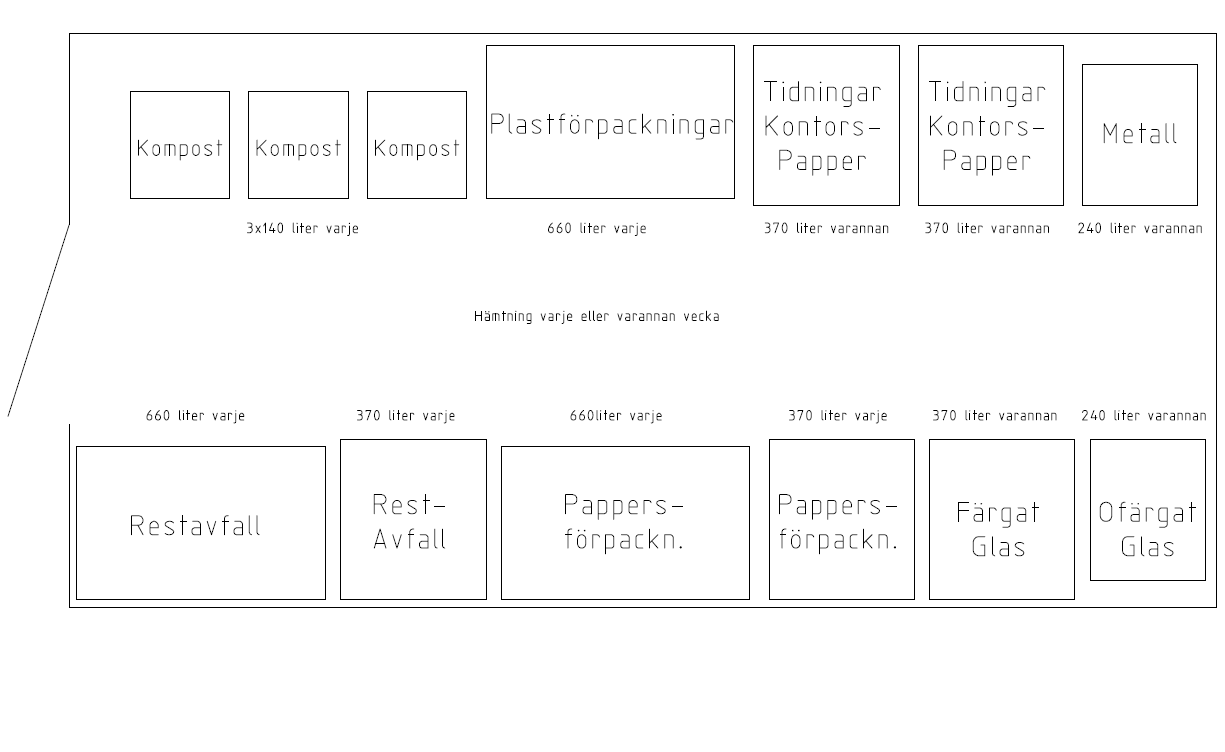 Kompost
Kompost
Kompost
Plastförpackningar
Tidningar
Kontors-
Papper
Tidningar
Kontors-
Papper
Metall
3x140 liter varje
660 liter varje
370 liter varannan
370 liter varannan
240 liter varannan
Hämtning varje eller varannan vecka
660 liter varje
370 liter varje
660liter varje
370 liter varje
370 liter varannan
240 liter varannan
Restavfall
Rest-
Avfall
Pappers-
förpackn.
Pappers-
förpackn.
Färgat
Glas
Ofärgat
Glas